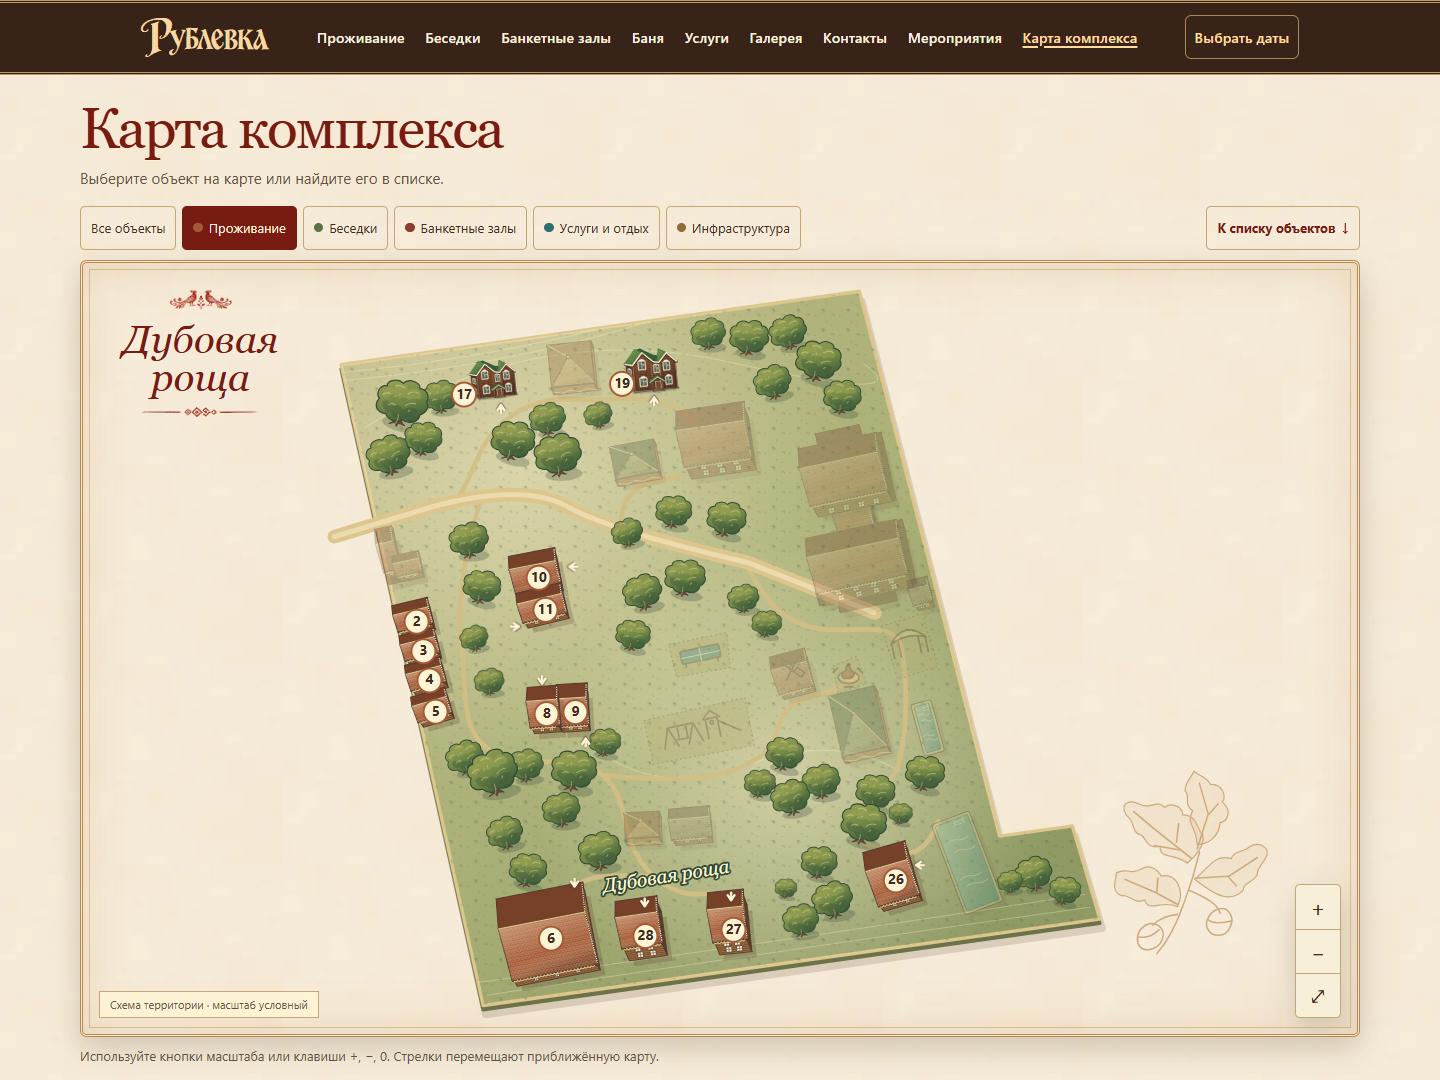 Рублевка
Проживание Беседки Банкетные залы Баня Услуги Галерея Контакты Мероприятия Карта комплекса Выбрать даты
Карта комплекса
Выберите объект на карте или найдите его в списке.
Все объекты Проживание Беседки Банкетные залы Услуги и отдых Инфраструктура К списку объектов ↓
Дубовая
роща
17
19
10
11
2
3
4
5
8
9
Дубовая роща
26
6
28
27
+
−
⤢
Схема территории · масштаб условный
Используйте кнопки масштаба или клавиши +, −, 0. Стрелки перемещают приближённую карту.